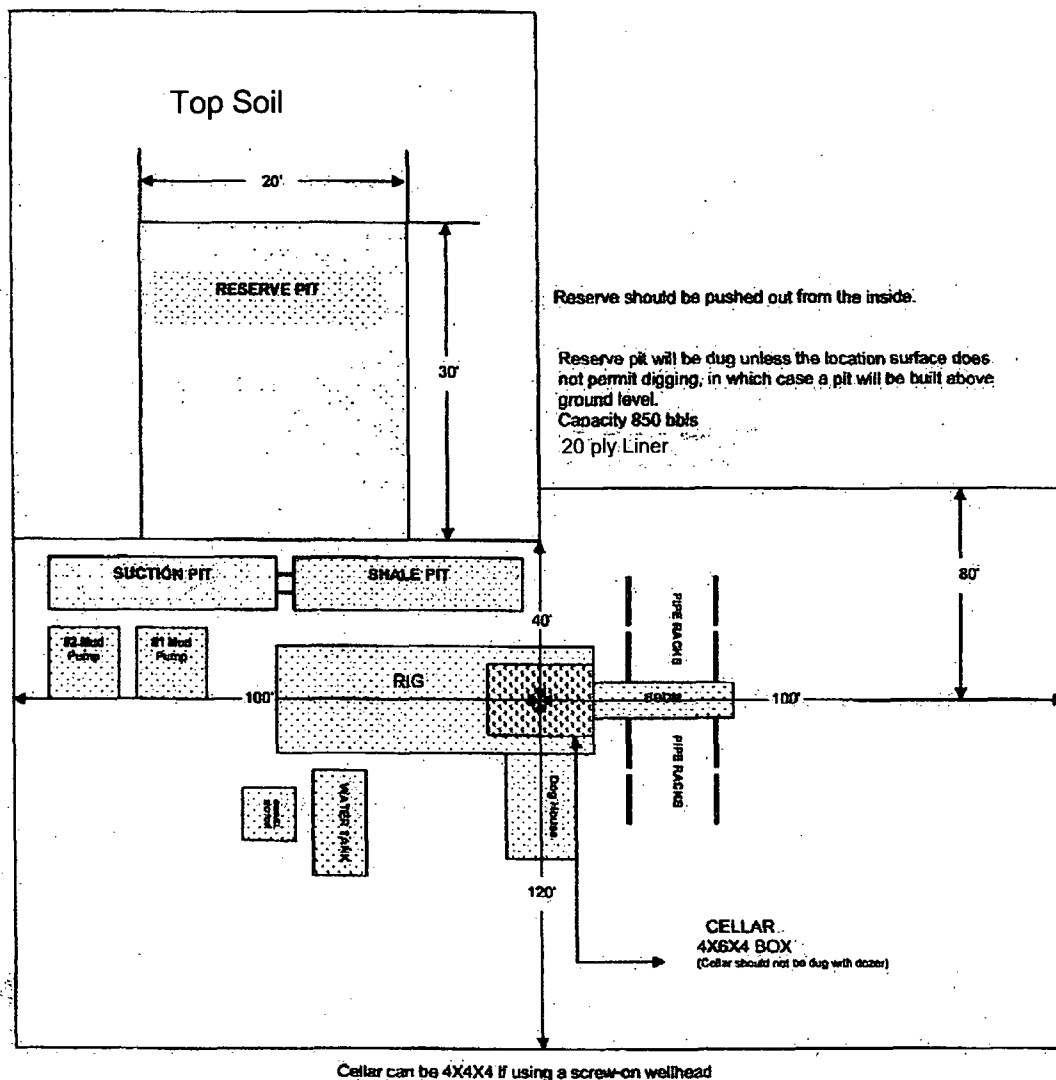 Top Soil
20'
RESERVE PIT
30'
Reserve should be pushed out from the inside.
Reserve pit will be dug unless the location surface does
not permit digging, in which case a pit will be built above
ground level.
Capacity 850 bbls
20 ply Liner
80'
SUCTION PIT
SHALE PIT
40'
PIPE RACKS
#2 Mud
Pump
#1 Mud
Pump
RIG
100'
100'
PIPE RACKS
WATER TANK
Dog House
120'
CELLAR
4X6X4 BOX
(Cellar should not be dug with dozer)
Cellar can be 4X4X4 if using a screw-on wellhead